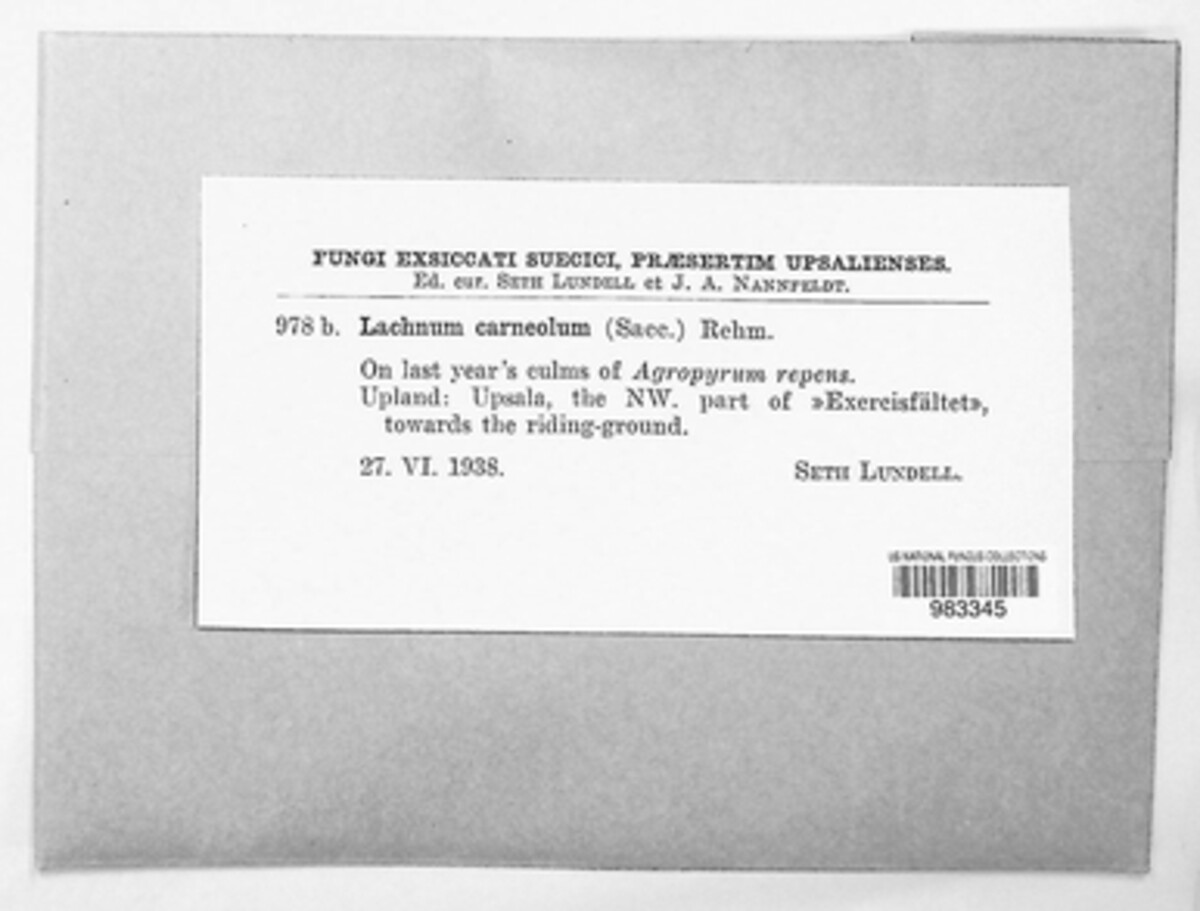 FUNGI EXSICCATI SUECICI, PRÆSERTIM UPSALIENSES.
Ed. cur. SETH LUNDELL et J. A. NANNFELDT.
978 b. Lachnum carneolum (Sacc.) Rehm.
On last year's culms of Agropyrum repens.
Upland: Upsala, the NW. part of »Exercisfältet»,
towards the riding-ground.
27. VI. 1938. SETH LUNDELL.
US NATIONAL FUNGUS COLLECTIONS
983345